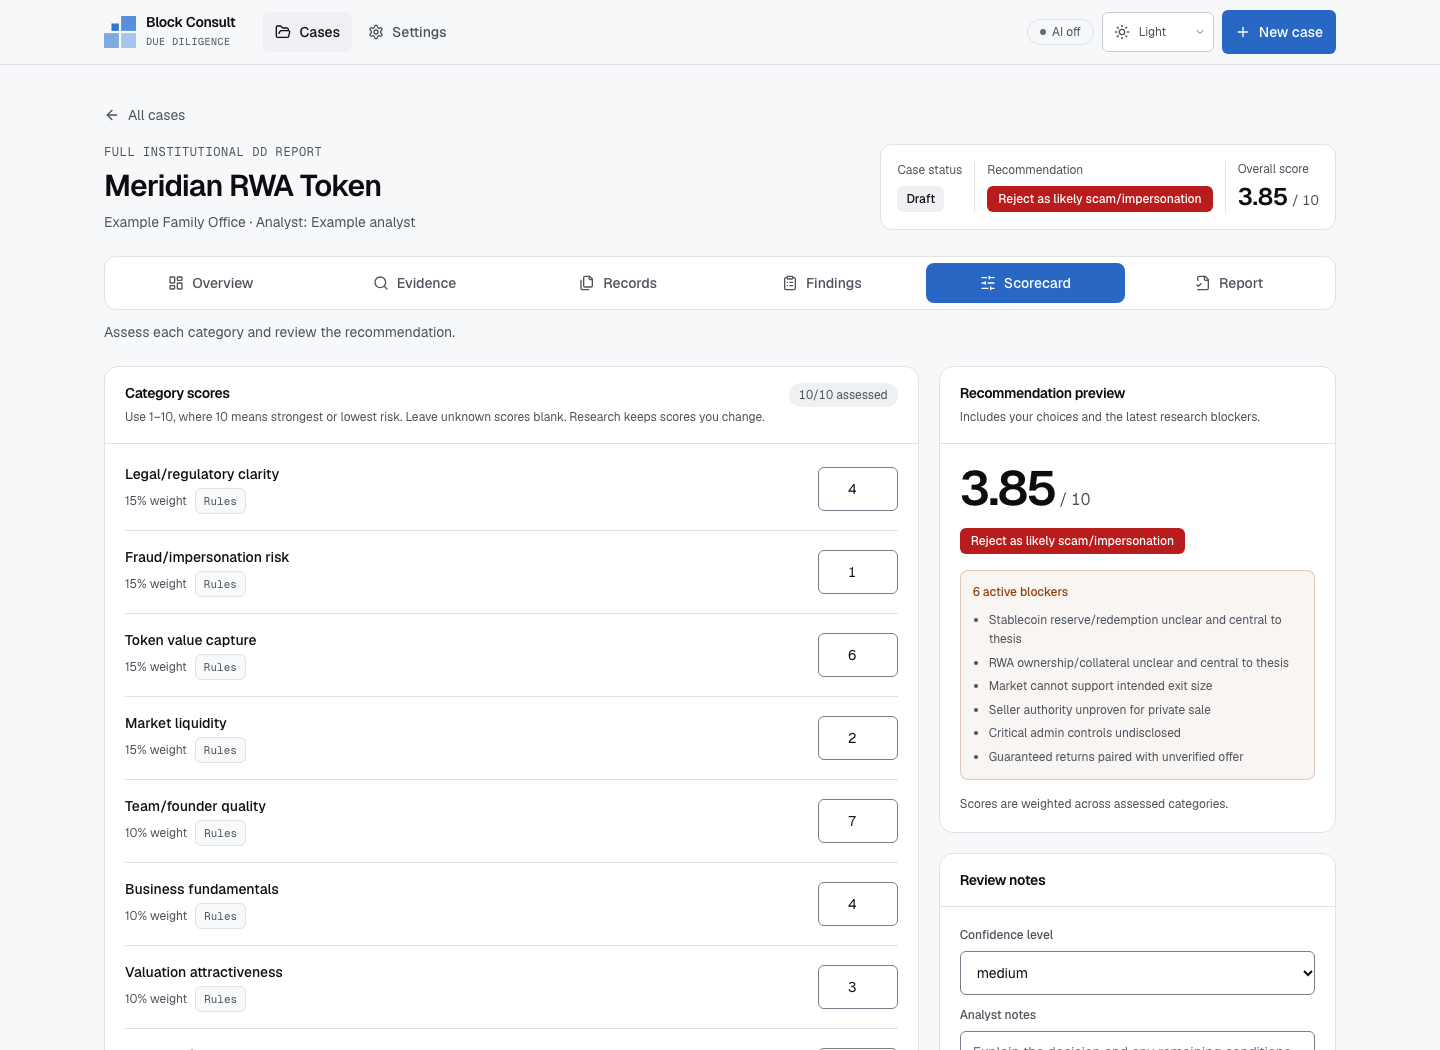 Block Consult
DUE DILIGENCE
Cases
Settings
AI off
Light
New case
All cases
FULL INSTITUTIONAL DD REPORT
Meridian RWA Token
Example Family Office · Analyst: Example analyst
Case status
Draft
Recommendation
Reject as likely scam/impersonation
Overall score
3.85 / 10
Overview
Evidence
Records
Findings
Scorecard
Report
Assess each category and review the recommendation.
Category scores
10/10 assessed
Use 1–10, where 10 means strongest or lowest risk. Leave unknown scores blank. Research keeps scores you change.
Legal/regulatory clarity
15% weight Rules
4
Fraud/impersonation risk
15% weight Rules
1
Token value capture
15% weight Rules
6
Market liquidity
15% weight Rules
2
Team/founder quality
10% weight Rules
7
Business fundamentals
10% weight Rules
4
Valuation attractiveness
10% weight Rules
3
Recommendation preview
Includes your choices and the latest research blockers.
3.85 / 10
Reject as likely scam/impersonation
6 active blockers
• Stablecoin reserve/redemption unclear and central to
thesis
• RWA ownership/collateral unclear and central to thesis
• Market cannot support intended exit size
• Seller authority unproven for private sale
• Critical admin controls undisclosed
• Guaranteed returns paired with unverified offer
Scores are weighted across assessed categories.
Review notes
Confidence level
medium
Analyst notes
Explain the decision and any remaining conditions